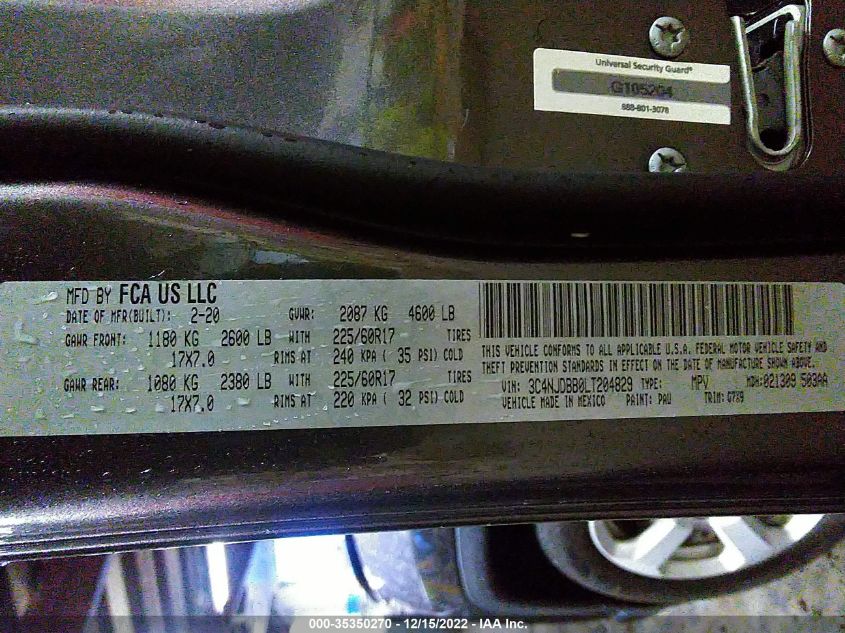 Universal Security Guard®
G105204
888-801-3078
MFD BY FCA US LLC
DATE OF MFR(BUILT): 2-20 GVWR: 2087 KG 4600 LB
GAWR FRONT: 1180 KG 2600 LB WITH 225/60R17 TIRES
17X7.0 RIMS AT 240 KPA ( 35 PSI) COLD
GAWR REAR: 1080 KG 2380 LB WITH 225/60R17 TIRES
17X7.0 RIMS AT 220 KPA ( 32 PSI) COLD
THIS VEHICLE CONFORMS TO ALL APPLICABLE U.S.A. FEDERAL MOTOR VEHICLE SAFETY AND
THEFT PREVENTION STANDARDS IN EFFECT ON THE DATE OF MANUFACTURE SHOWN ABOVE.
VIN: 3C4NJDBB0LT204829 TYPE: MPV MDH:021309 503AA
VEHICLE MADE IN MEXICO PAINT: PAU TRIM: G7X9
000-35350270 - 12/15/2022 - IAA Inc.